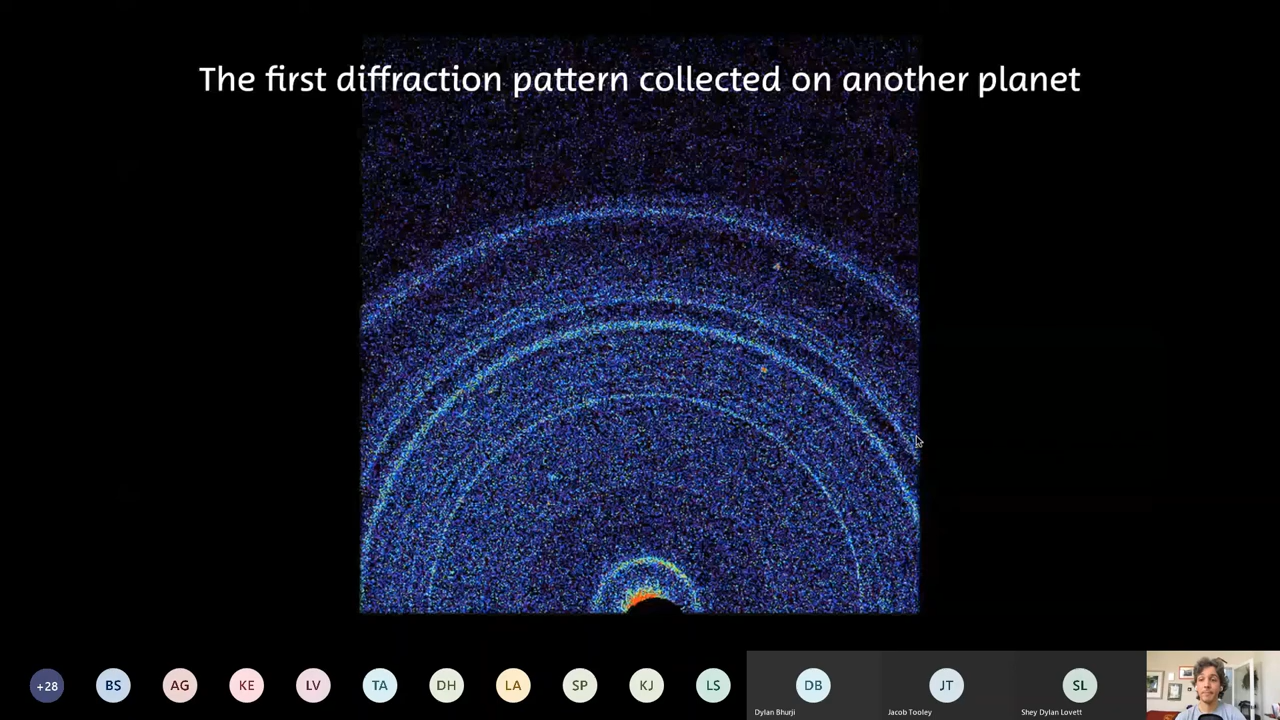 The first diffraction pattern collected on another planet
+28
BS
AG
KE
LV
TA
DH
LA
SP
KJ
LS
DB
JT
SL
Dylan Bhurji
Jacob Tooley
Shey Dylan Lovett